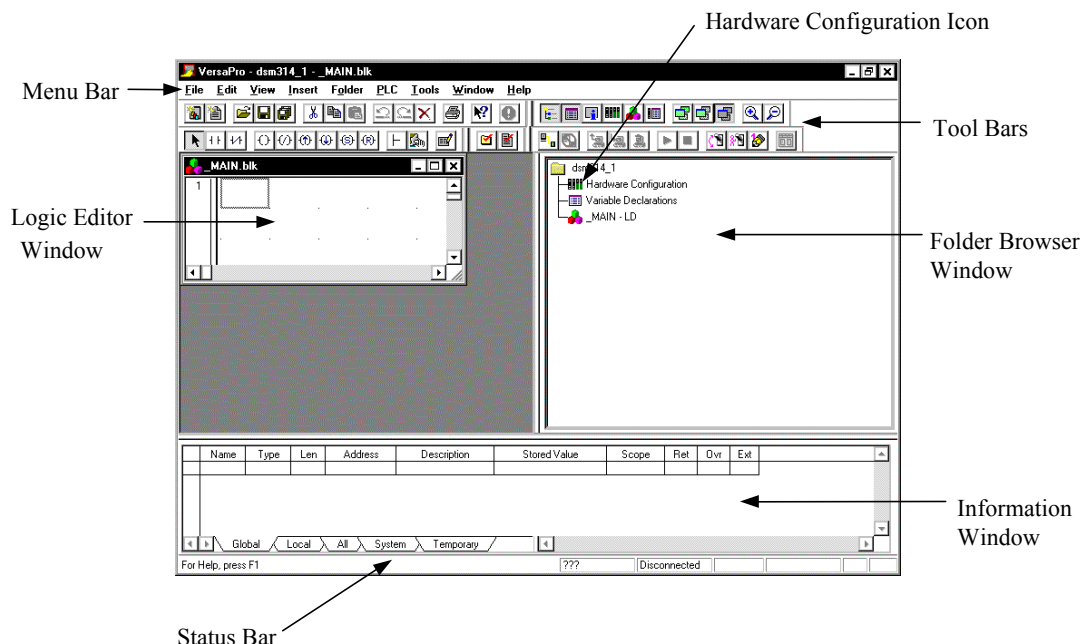 Hardware Configuration Icon
VersaPro - dsm314_1 - _MAIN.blk
Menu Bar
File Edit View Insert Folder PLC Tools Window Help
Tool Bars
_MAIN.blk
1
Logic Editor
Window
Hardware Configuration
Variable Declarations
_MAIN - LD
Folder Browser
Window
Name Type Len Address Description Stored Value Scope Ret Ovr Ext
Information
Window
Global Local All System Temporary
For Help, press F1 ??? Disconnected
Status Bar